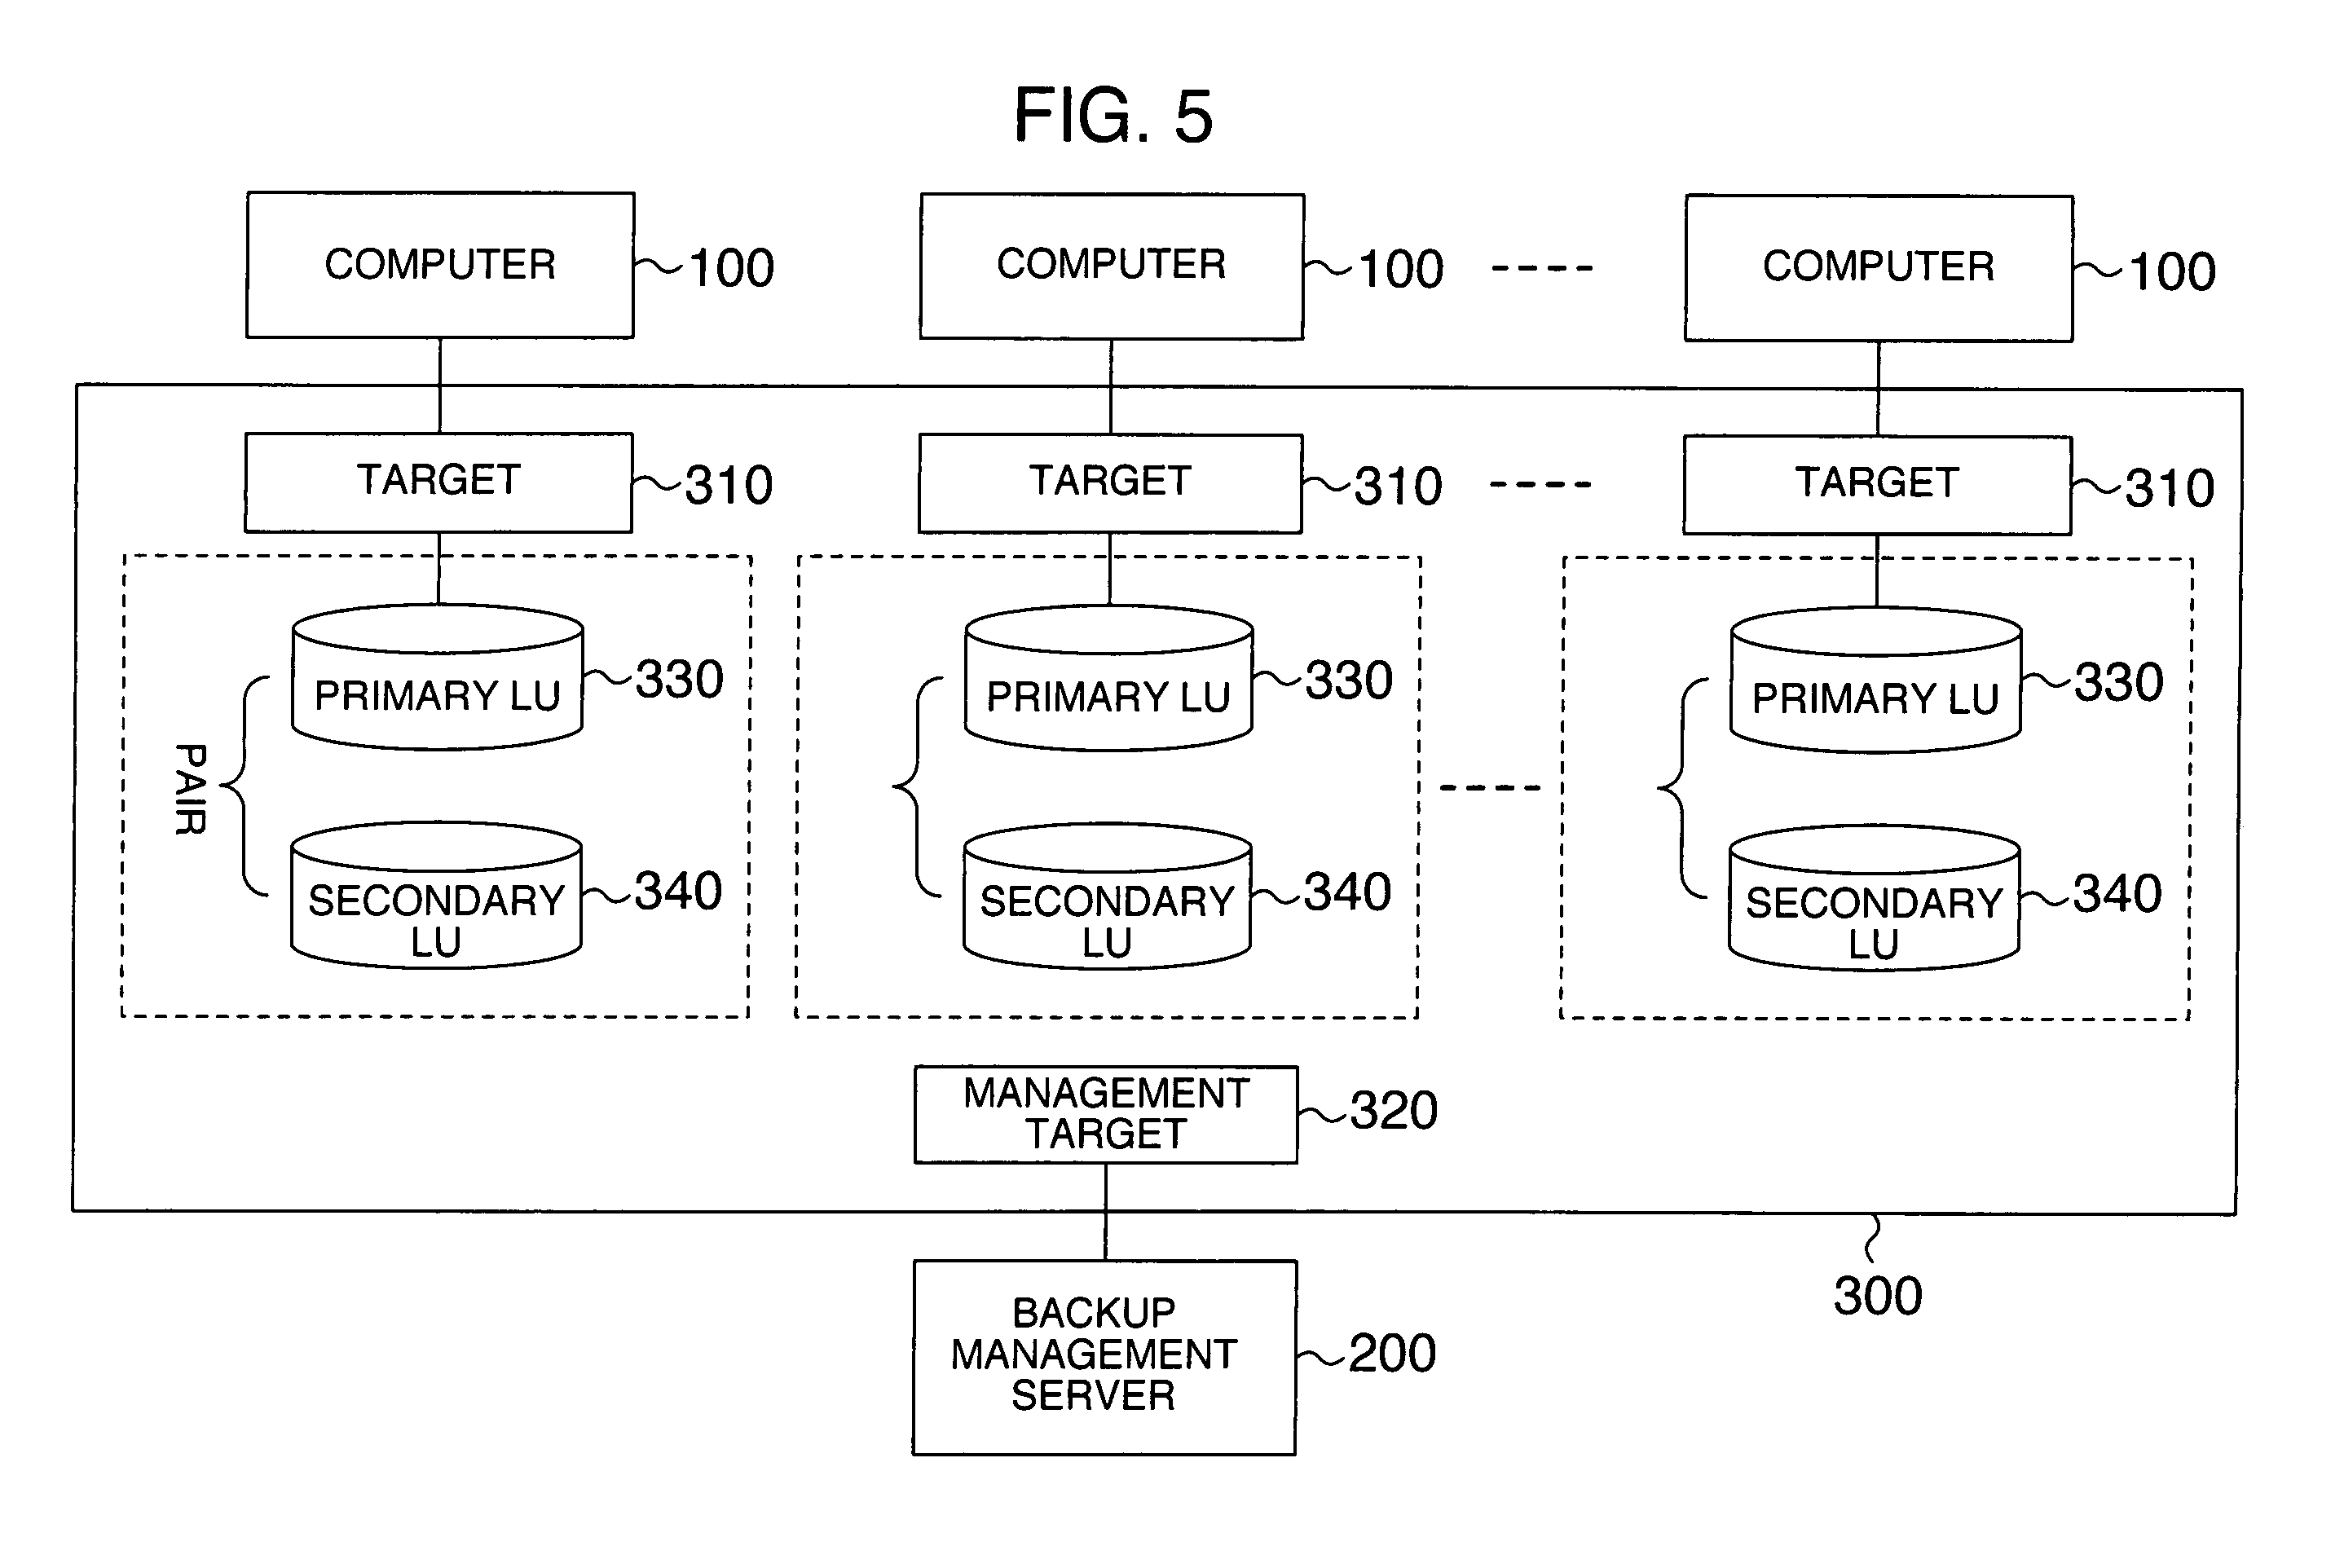 FIG. 5
COMPUTER
100
COMPUTER
100
COMPUTER
100
TARGET
310
TARGET
310
TARGET
310
PRIMARY LU
330
PRIMARY LU
330
PRIMARY LU
330
PAIR
SECONDARY
LU
340
SECONDARY
LU
340
SECONDARY
LU
340
MANAGEMENT
TARGET
320
300
BACKUP
MANAGEMENT
SERVER
200